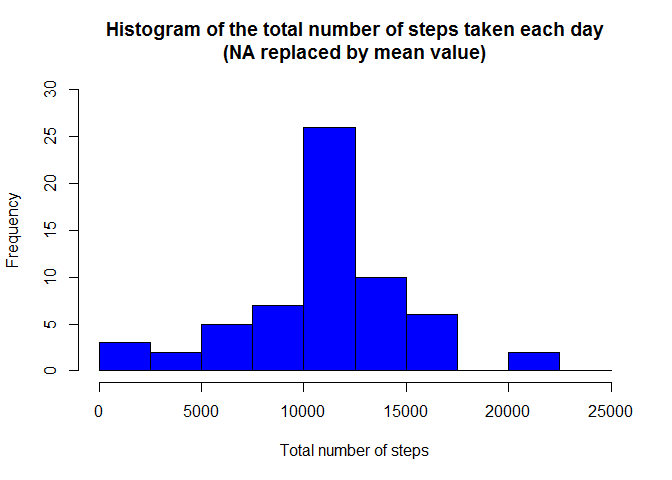 Histogram of the total number of steps taken each day
(NA replaced by mean value)
30
25
20
15
10
5
0
Frequency
0 5000 10000 15000 20000 25000
Total number of steps